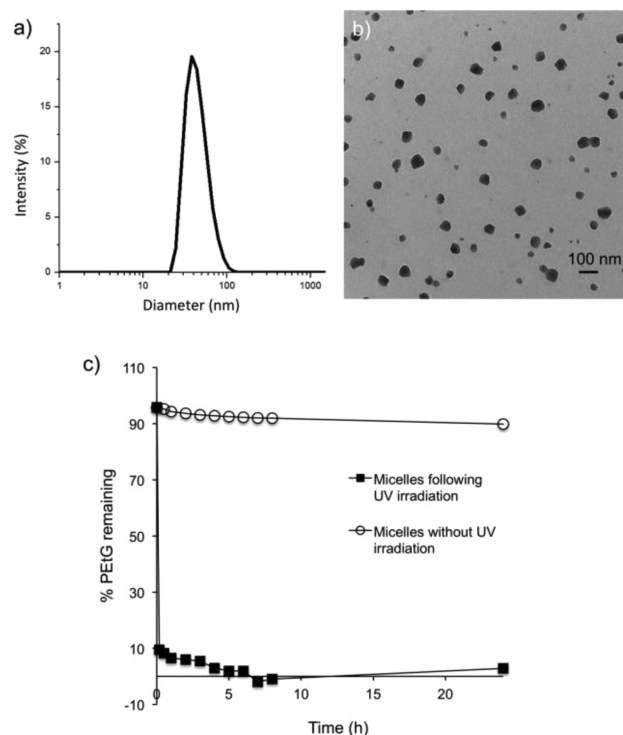 a)
20
15
10
5
0
Intensity (%)
1
10
100
1000
Diameter (nm)
b)
100 nm
c)
110
90
70
50
30
10
-10
% PEtG remaining
Micelles following
UV irradiation
Micelles without UV
irradiation
0
5
10
15
20
Time (h)